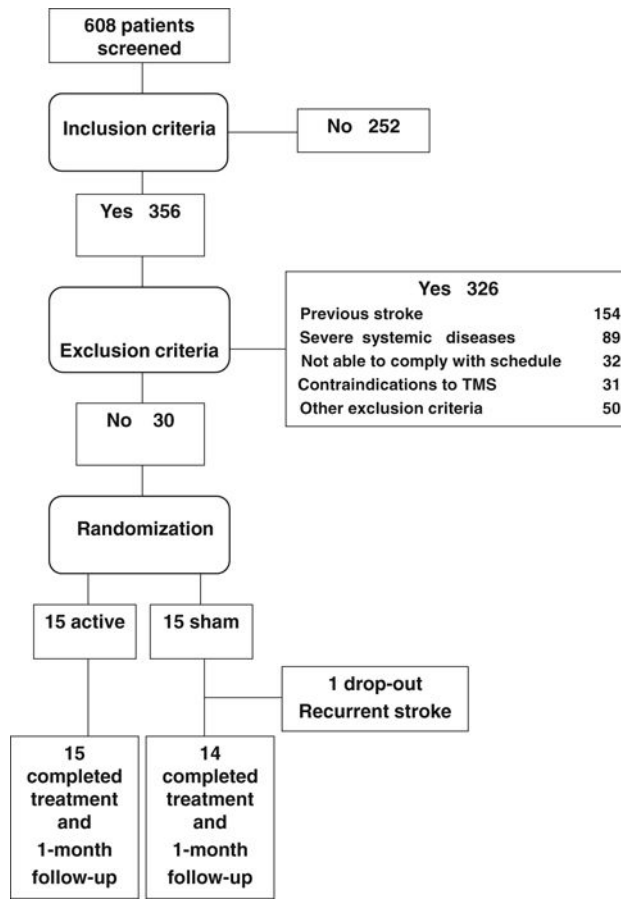 608 patients
screened
Inclusion criteria
No 252
Yes 356
Yes 326
Previous stroke 154
Severe systemic diseases 89
Not able to comply with schedule 32
Contraindications to TMS 31
Other exclusion criteria 50
Exclusion criteria
No 30
Randomization
15 active
15 sham
1 drop-out
Recurrent stroke
15
completed
treatment
and
1-month
follow-up
14
completed
treatment
and
1-month
follow-up